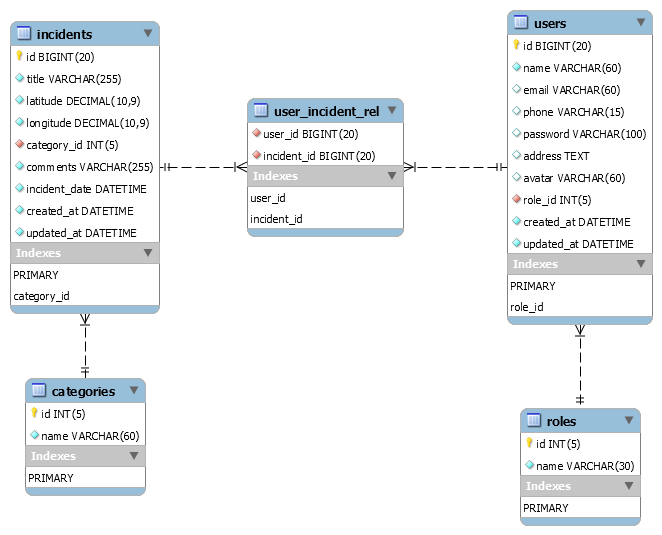 incidents
id BIGINT(20)
title VARCHAR(255)
latitude DECIMAL(10,9)
longitude DECIMAL(10,9)
category_id INT(5)
comments VARCHAR(255)
incident_date DATETIME
created_at DATETIME
updated_at DATETIME
Indexes
PRIMARY
category_id
user_incident_rel
user_id BIGINT(20)
incident_id BIGINT(20)
Indexes
user_id
incident_id
users
id BIGINT(20)
name VARCHAR(60)
email VARCHAR(60)
phone VARCHAR(15)
password VARCHAR(100)
address TEXT
avatar VARCHAR(60)
role_id INT(5)
created_at DATETIME
updated_at DATETIME
Indexes
PRIMARY
role_id
categories
id INT(5)
name VARCHAR(60)
Indexes
PRIMARY
roles
id INT(5)
name VARCHAR(30)
Indexes
PRIMARY